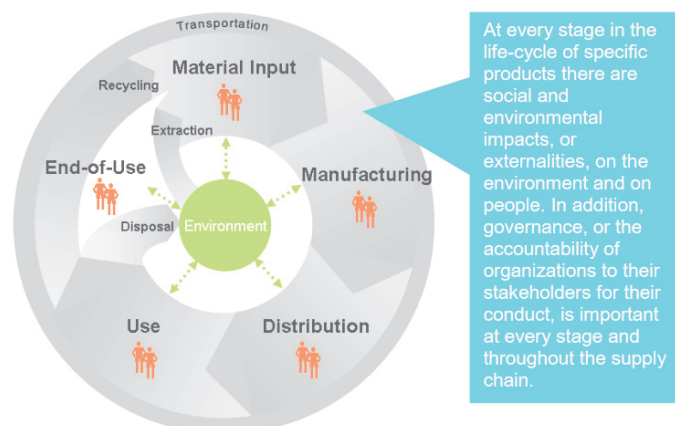 Transportation
Material Input
Recycling
Extraction
End-of-Use
Manufacturing
Disposal
Environment
Use
Distribution
At every stage in the
life-cycle of specific
products there are
social and
environmental
impacts, or
externalities, on the
environment and on
people. In addition,
governance, or the
accountability of
organizations to their
stakeholders for their
conduct, is important
at every stage and
throughout the supply
chain.